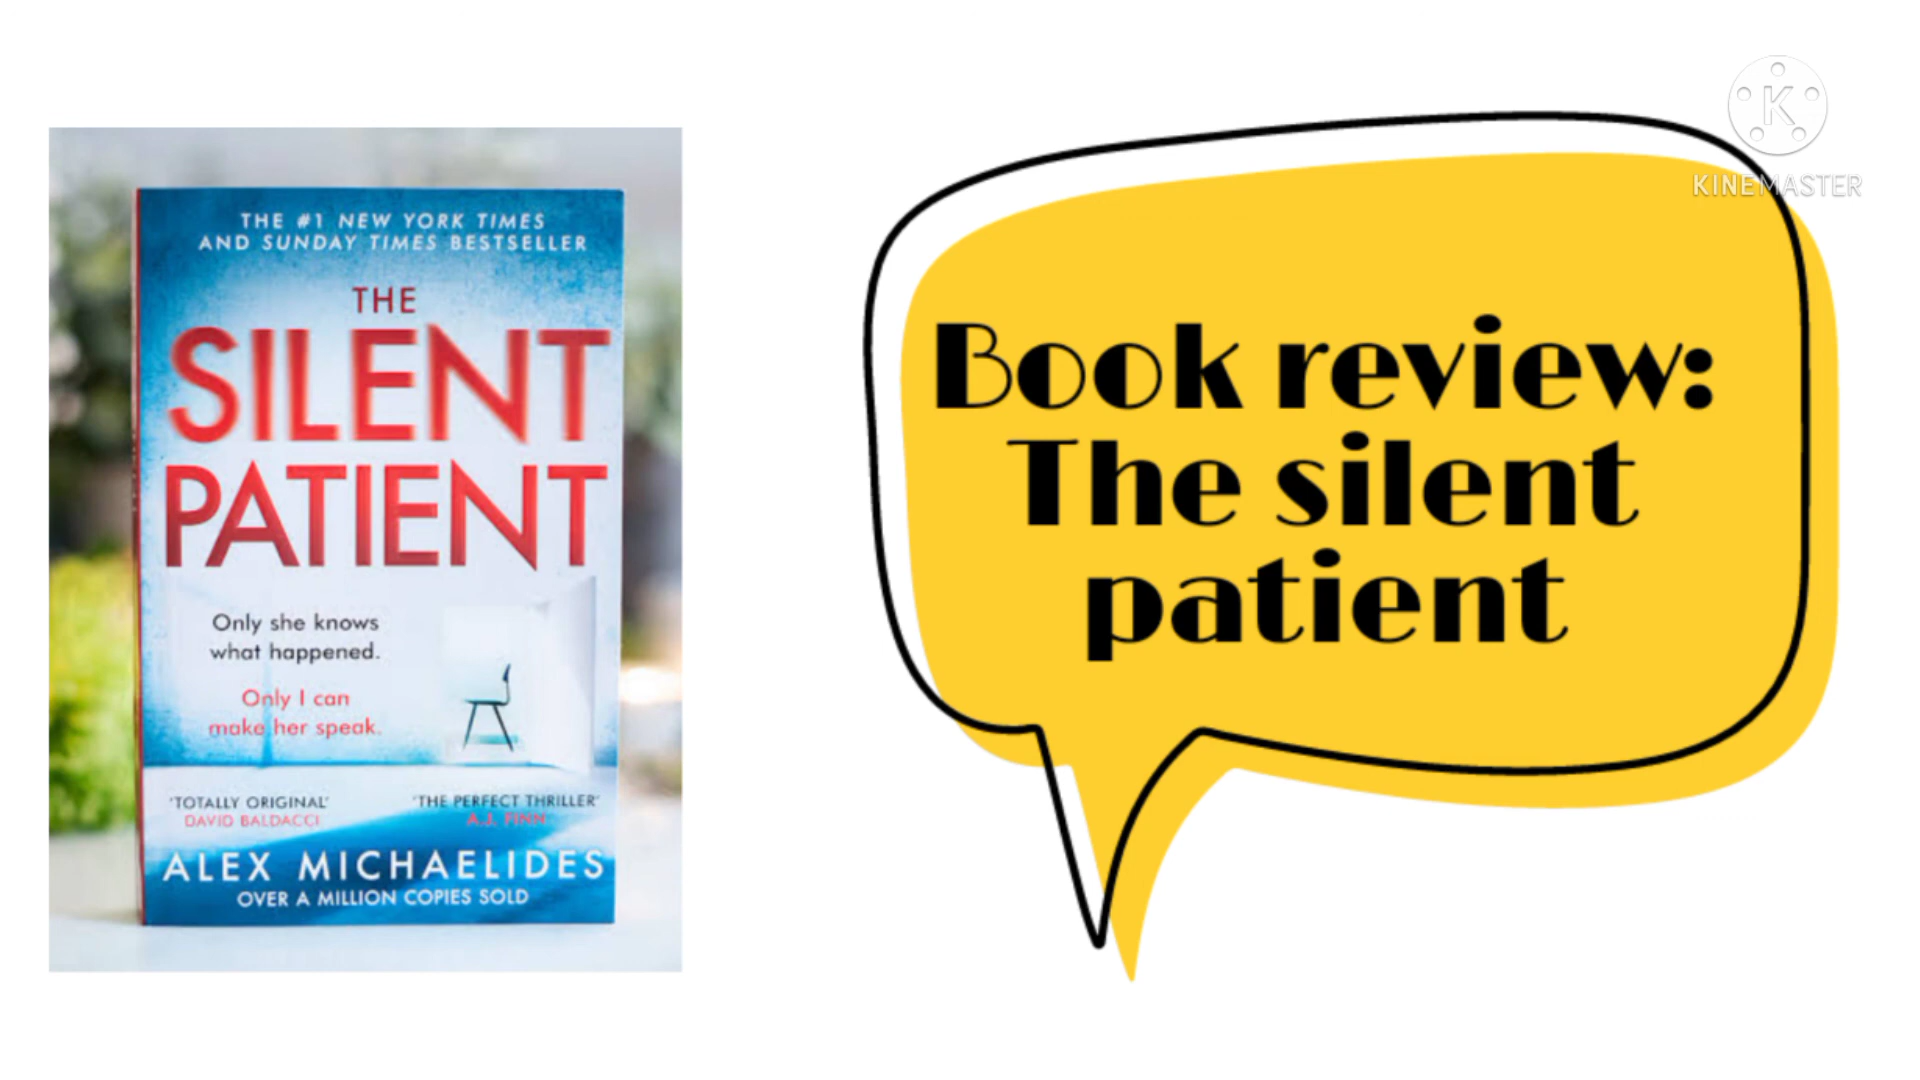 THE #1 NEW YORK TIMES
AND SUNDAY TIMES BESTSELLER
THE
SILENT
PATIENT
Only she knows
what happened.
Only I can
make her speak.
'TOTALLY ORIGINAL'
DAVID BALDACCI
'THE PERFECT THRILLER'
A.J. FINN
ALEX MICHAELIDES
OVER A MILLION COPIES SOLD
Book review:
The silent
patient
K
KINEMASTER